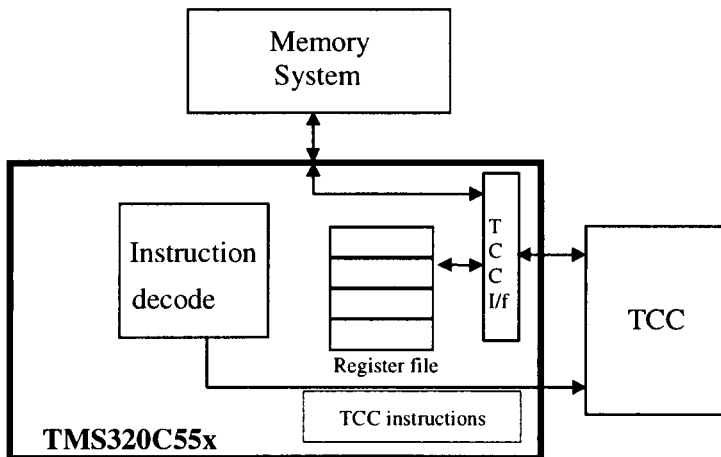 Memory
System
Instruction
decode
T
C
C
I/f
TCC
Register file
TCC instructions
TMS320C55x